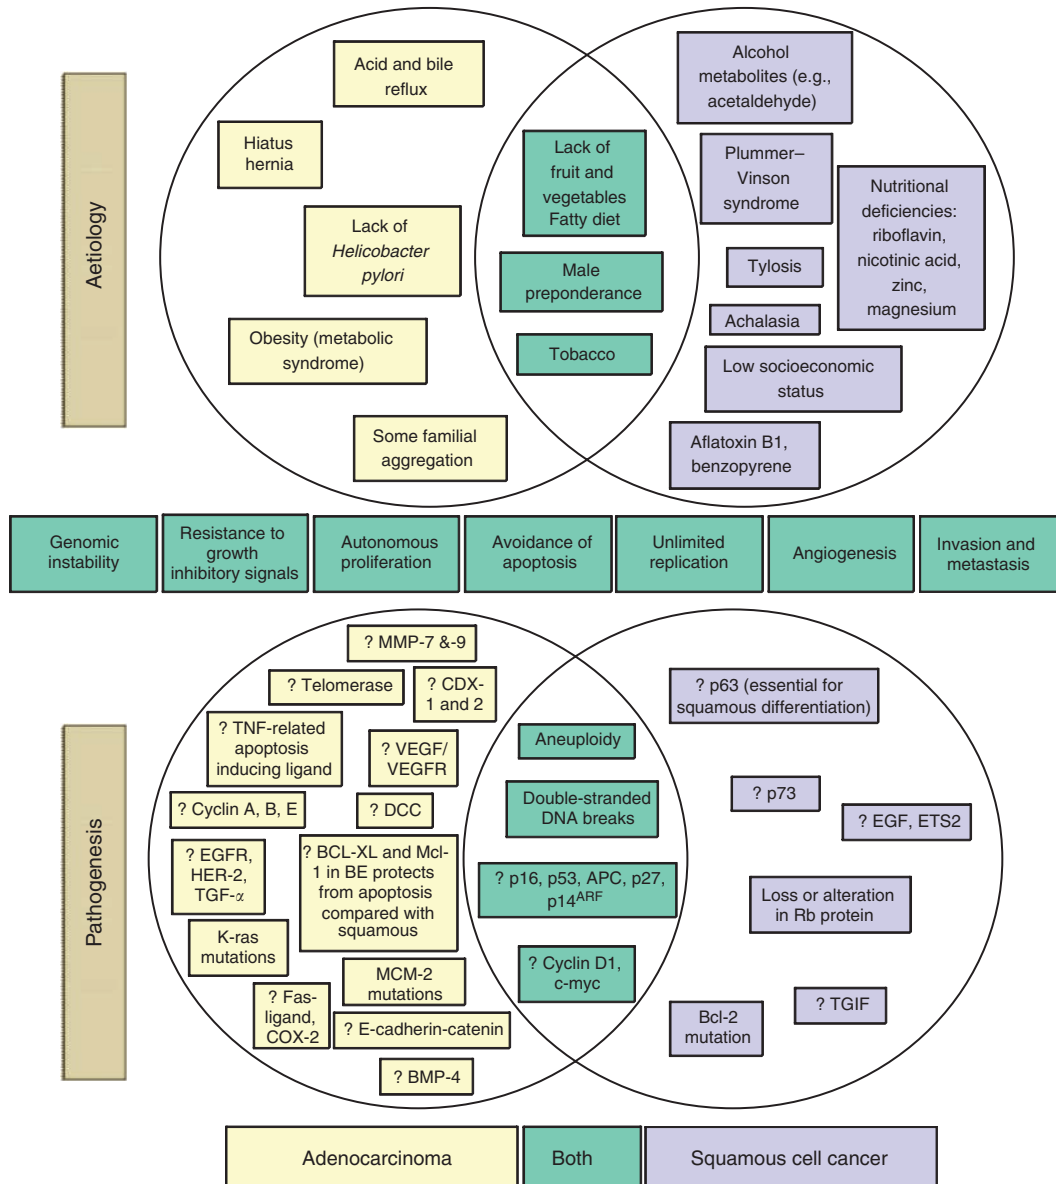 Aetiology
Acid and bile
reflux
Hiatus
hernia
Lack of
Helicobacter
pylori
Obesity (metabolic
syndrome)
Some familial
aggregation
Lack of
fruit and
vegetables
Fatty diet
Male
preponderance
Tobacco
Alcohol
metabolites (e.g.,
acetaldehyde)
Plummer–
Vinson
syndrome
Nutritional
deficiencies:
riboflavin,
nicotinic acid,
zinc,
magnesium
Tylosis
Achalasia
Low socioeconomic
status
Aflatoxin B1,
benzopyrene
Genomic
instability
Resistance to
growth
inhibitory signals
Autonomous
proliferation
Avoidance of
apoptosis
Unlimited
replication
Angiogenesis
Invasion and
metastasis
Pathogenesis
? MMP-7 &-9
? Telomerase
? CDX-
1 and 2
? TNF-related
apoptosis
inducing ligand
? VEGF/
VEGFR
? Cyclin A, B, E
? DCC
? EGFR,
HER-2,
TGF-α
? BCL-XL and Mcl-
1 in BE protects
from apoptosis
compared with
squamous
K-ras
mutations
MCM-2
mutations
? Fas-
ligand,
COX-2
? E-cadherin-catenin
? BMP-4
Aneuploidy
Double-stranded
DNA breaks
? p16, p53, APC, p27,
p14ARF
? Cyclin D1,
c-myc
? p63 (essential for
squamous differentiation)
? p73
? EGF, ETS2
Loss or alteration
in Rb protein
? TGIF
Bcl-2
mutation
Adenocarcinoma
Both
Squamous cell cancer